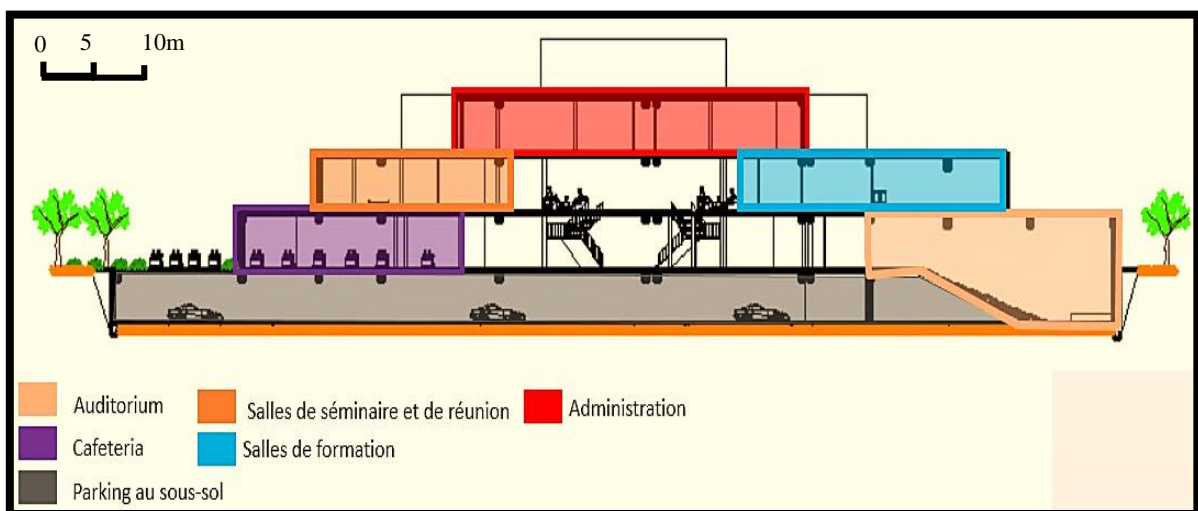 0 5 10m
Auditorium
Salles de séminaire et de réunion
Administration
Cafeteria
Salles de formation
Parking au sous-sol